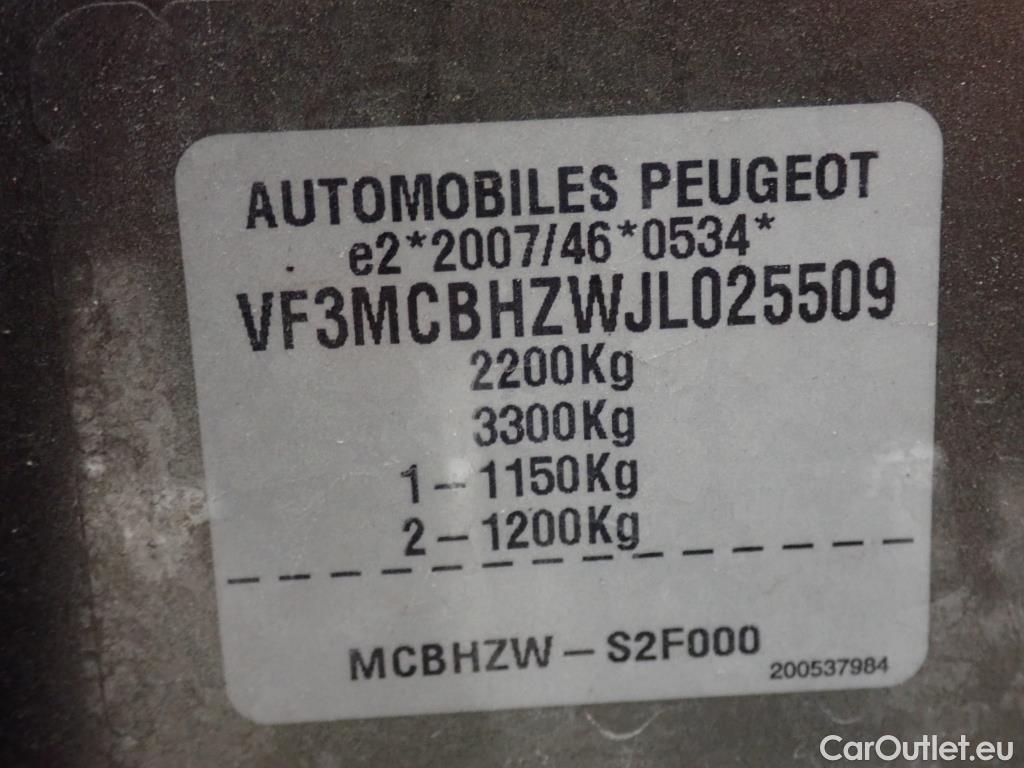 AUTOMOBILES PEUGEOT
e2*2007/46*0534*
VF3MCBHZWJL025509
2200Kg
3300Kg
1 - 1150Kg
2 - 1200Kg
MCBHZW - S2F000
200537984
CarOutlet.eu